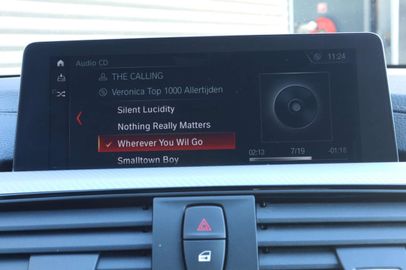 Audio CD
11:24
THE CALLING
Veronica Top 1000 Allertijden
Silent Lucidity
Nothing Really Matters
Wherever You Wil Go
Smalltown Boy
02:13 7/19 -01:16